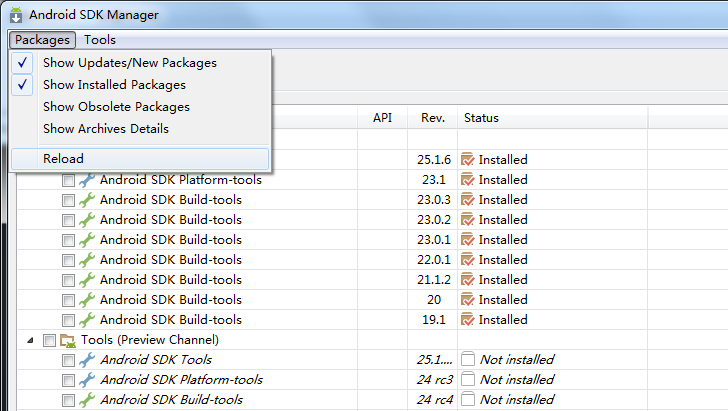 Android SDK Manager
Packages Tools
Show Updates/New Packages
Show Installed Packages
Show Obsolete Packages
Show Archives Details
Reload
API Rev. Status
25.1.6 Installed
Android SDK Platform-tools 23.1 Installed
Android SDK Build-tools 23.0.3 Installed
Android SDK Build-tools 23.0.2 Installed
Android SDK Build-tools 23.0.1 Installed
Android SDK Build-tools 22.0.1 Installed
Android SDK Build-tools 21.1.2 Installed
Android SDK Build-tools 20 Installed
Android SDK Build-tools 19.1 Installed
Tools (Preview Channel)
Android SDK Tools 25.1.... Not installed
Android SDK Platform-tools 24 rc3 Not installed
Android SDK Build-tools 24 rc4 Not installed